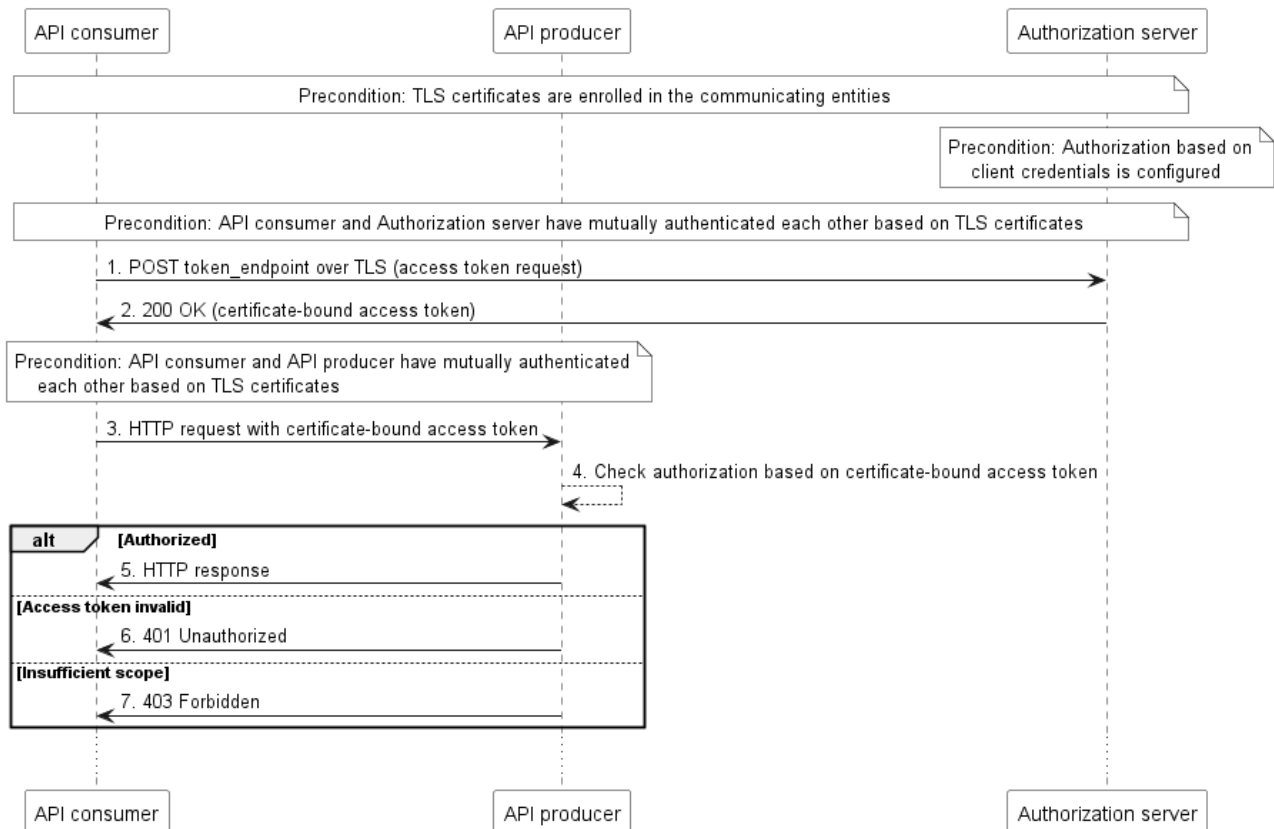 API consumer
API producer
Authorization server
Precondition: TLS certificates are enrolled in the communicating entities
Precondition: Authorization based on
client credentials is configured
Precondition: API consumer and Authorization server have mutually authenticated each other based on TLS certificates
1. POST token_endpoint over TLS (access token request)
2. 200 OK (certificate-bound access token)
Precondition: API consumer and API producer have mutually authenticated
each other based on TLS certificates
3. HTTP request with certificate-bound access token
4. Check authorization based on certificate-bound access token
alt
[Authorized]
5. HTTP response
[Access token invalid]
6. 401 Unauthorized
[Insufficient scope]
7. 403 Forbidden
API consumer
API producer
Authorization server